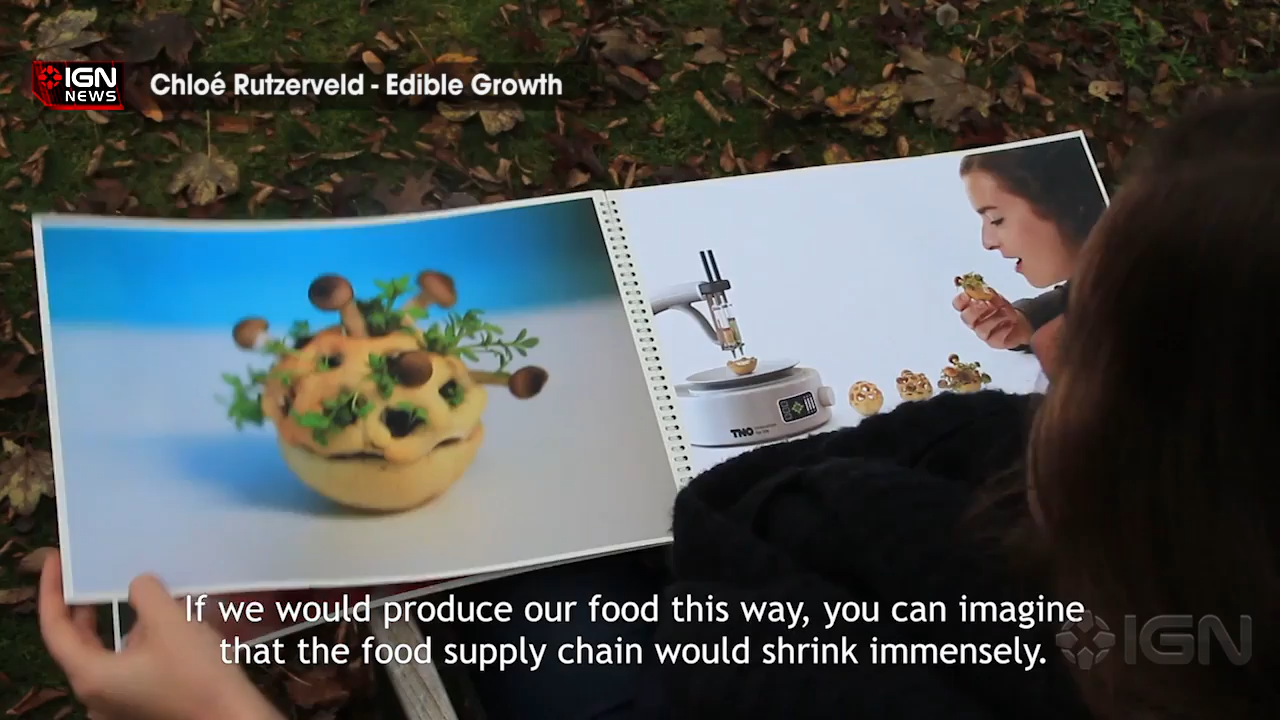 IGN
NEWS
Chloé Rutzerveld - Edible Growth
TNO
If we would produce our food this way, you can imagine
that the food supply chain would shrink immensely.
IGN